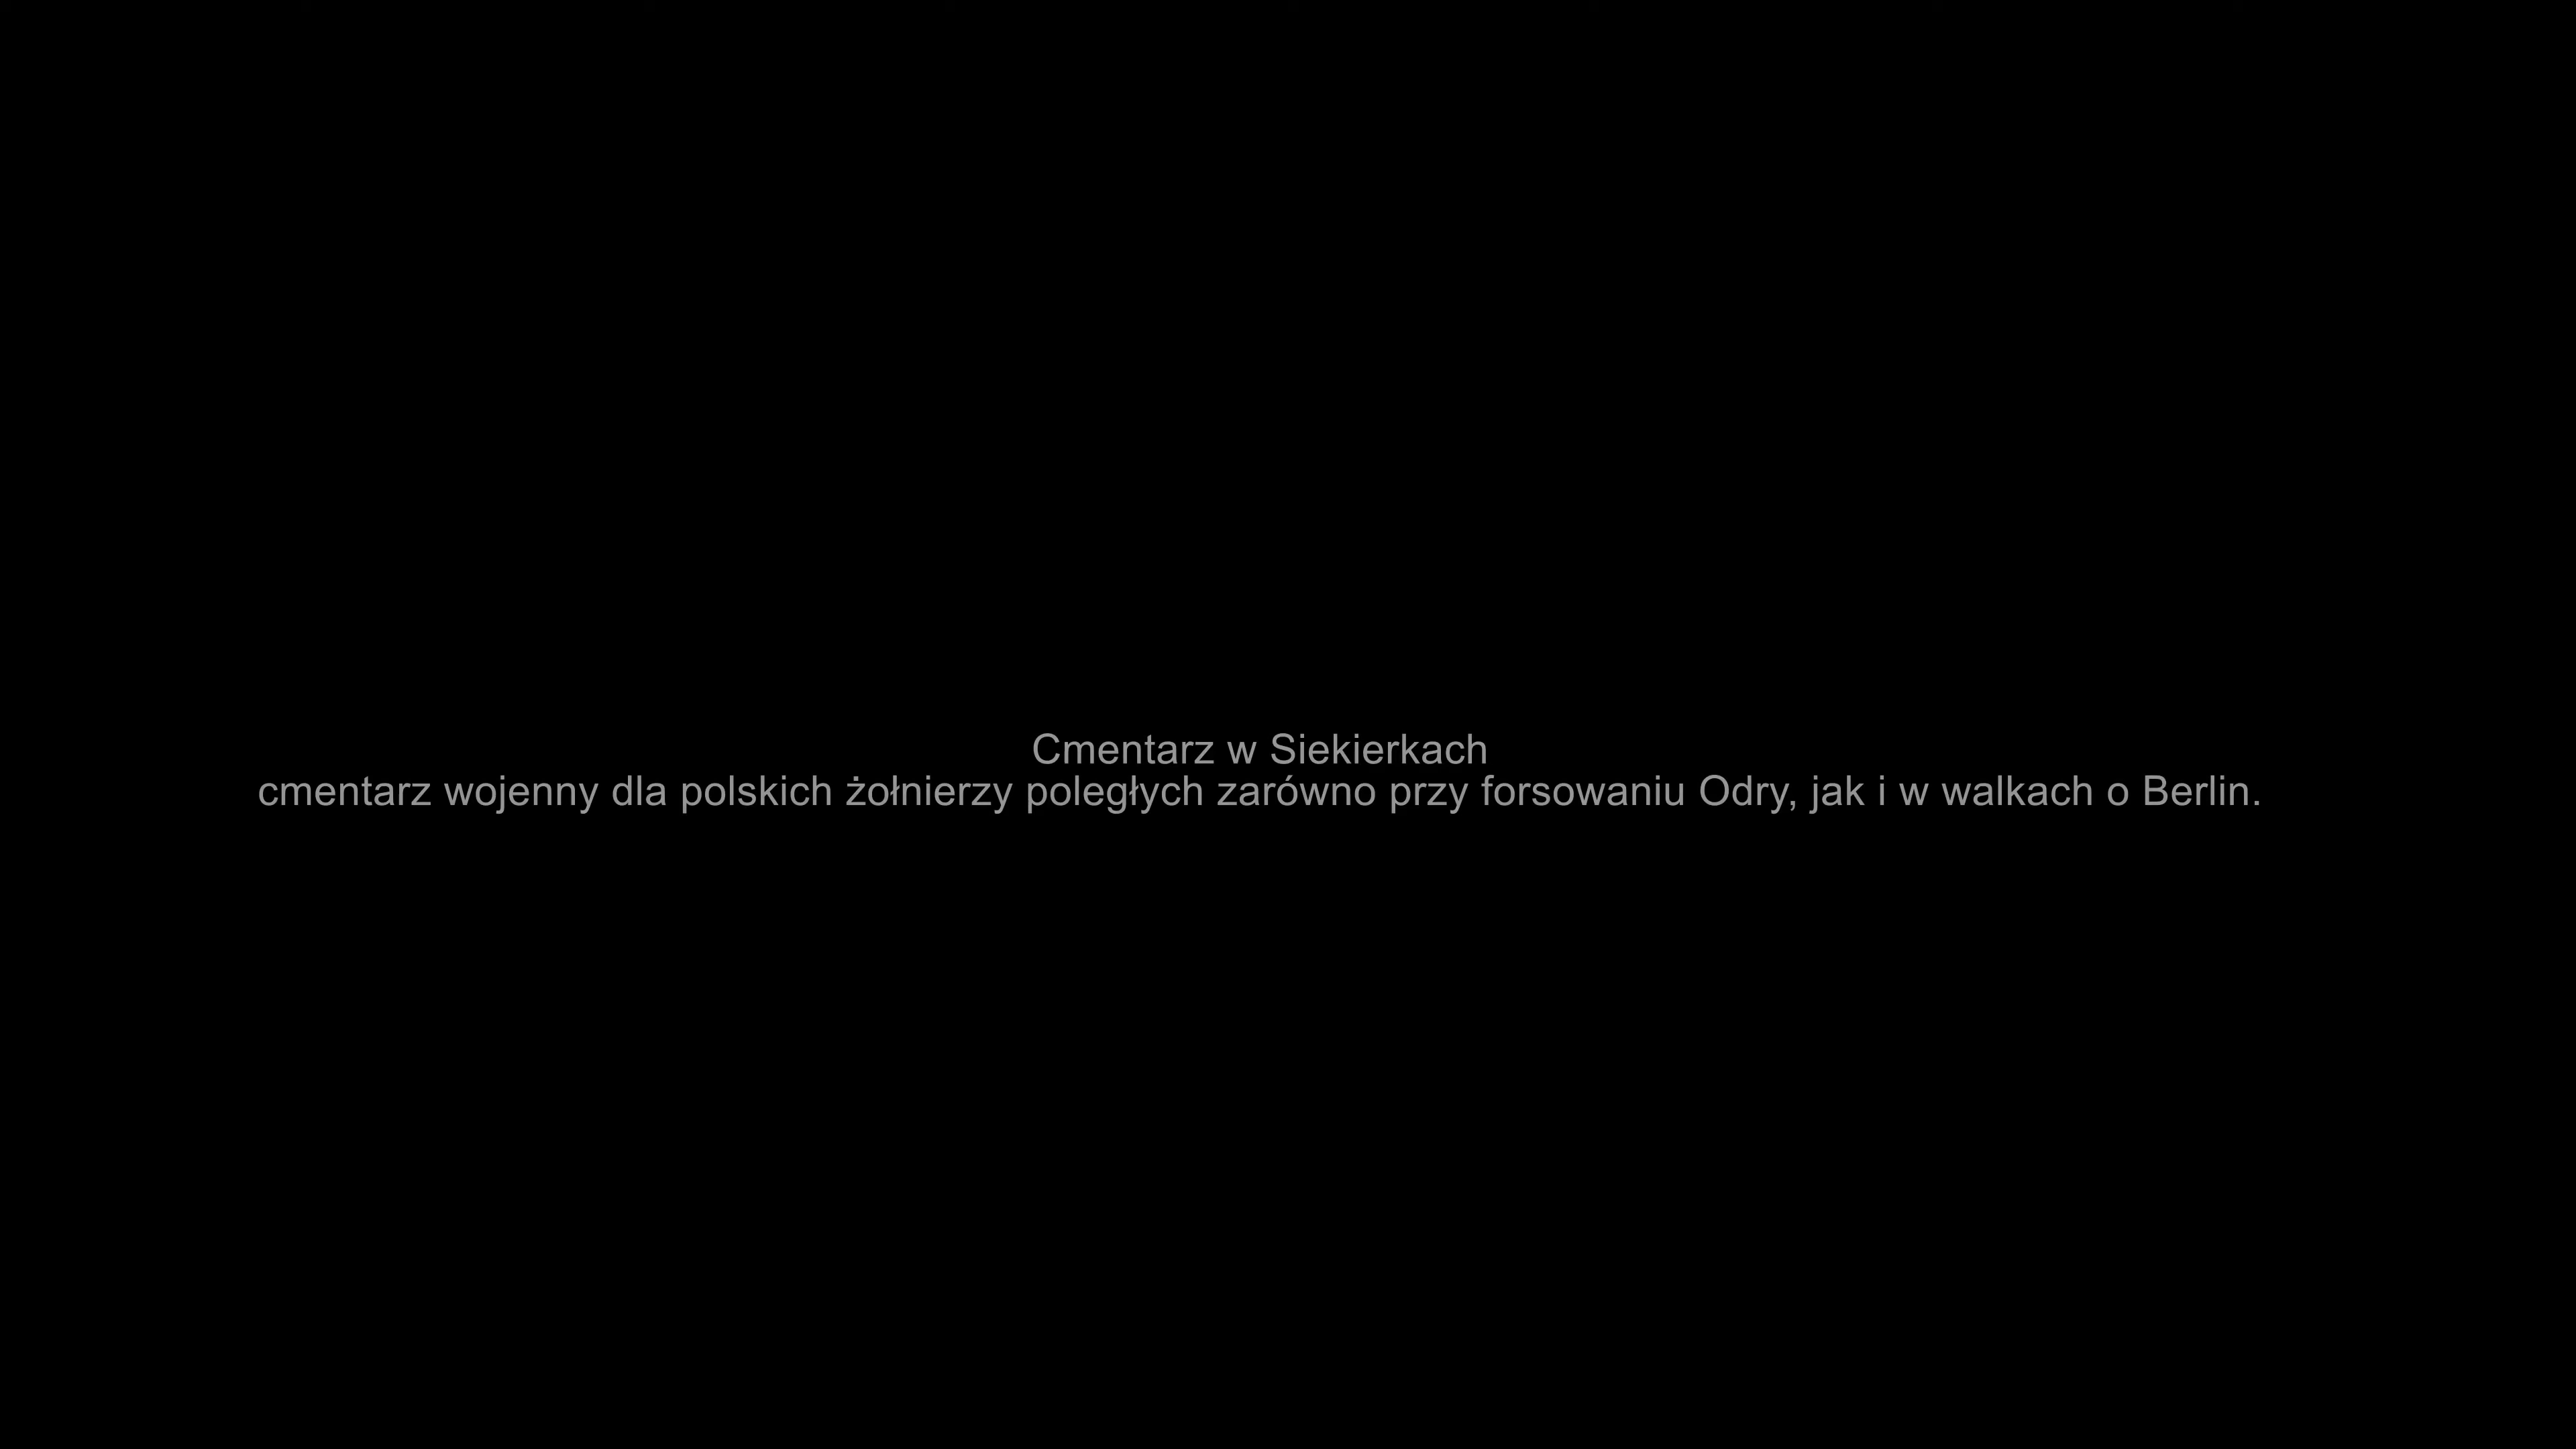 Cmentarz w Siekierkach
cmentarz wojenny dla polskich żołnierzy poległych zarówno przy forsowaniu Odry, jak i w walkach o Berlin.